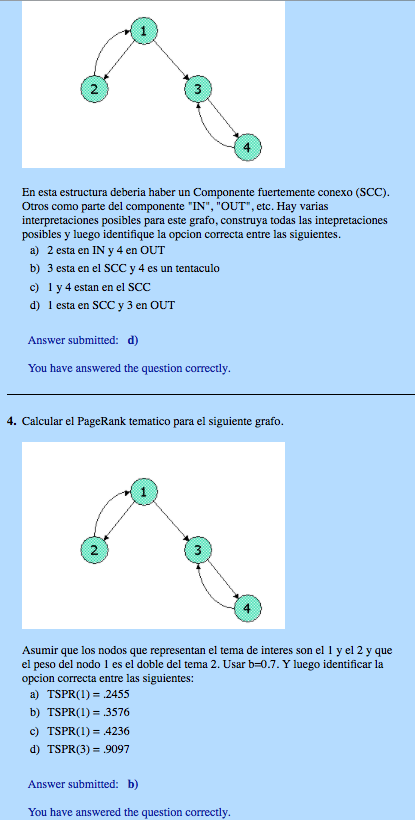 1
2
3
4
En esta estructura deberia haber un Componente fuertemente conexo (SCC).
Otros como parte del componente "IN", "OUT", etc. Hay varias
interpretaciones posibles para este grafo, construya todas las intepretaciones
posibles y luego identifique la opcion correcta entre las siguientes.
a) 2 esta en IN y 4 en OUT
b) 3 esta en el SCC y 4 es un tentaculo
c) 1 y 4 estan en el SCC
d) 1 esta en SCC y 3 en OUT
Answer submitted: d)
You have answered the question correctly.
4. Calcular el PageRank tematico para el siguiente grafo.
1
2
3
4
Asumir que los nodos que representan el tema de interes son el 1 y el 2 y que
el peso del nodo 1 es el doble del tema 2. Usar b=0.7. Y luego identificar la
opcion correcta entre las siguientes:
a) TSPR(1) = .2455
b) TSPR(1) = .3576
c) TSPR(1) = .4236
d) TSPR(3) = .9097
Answer submitted: b)
You have answered the question correctly.